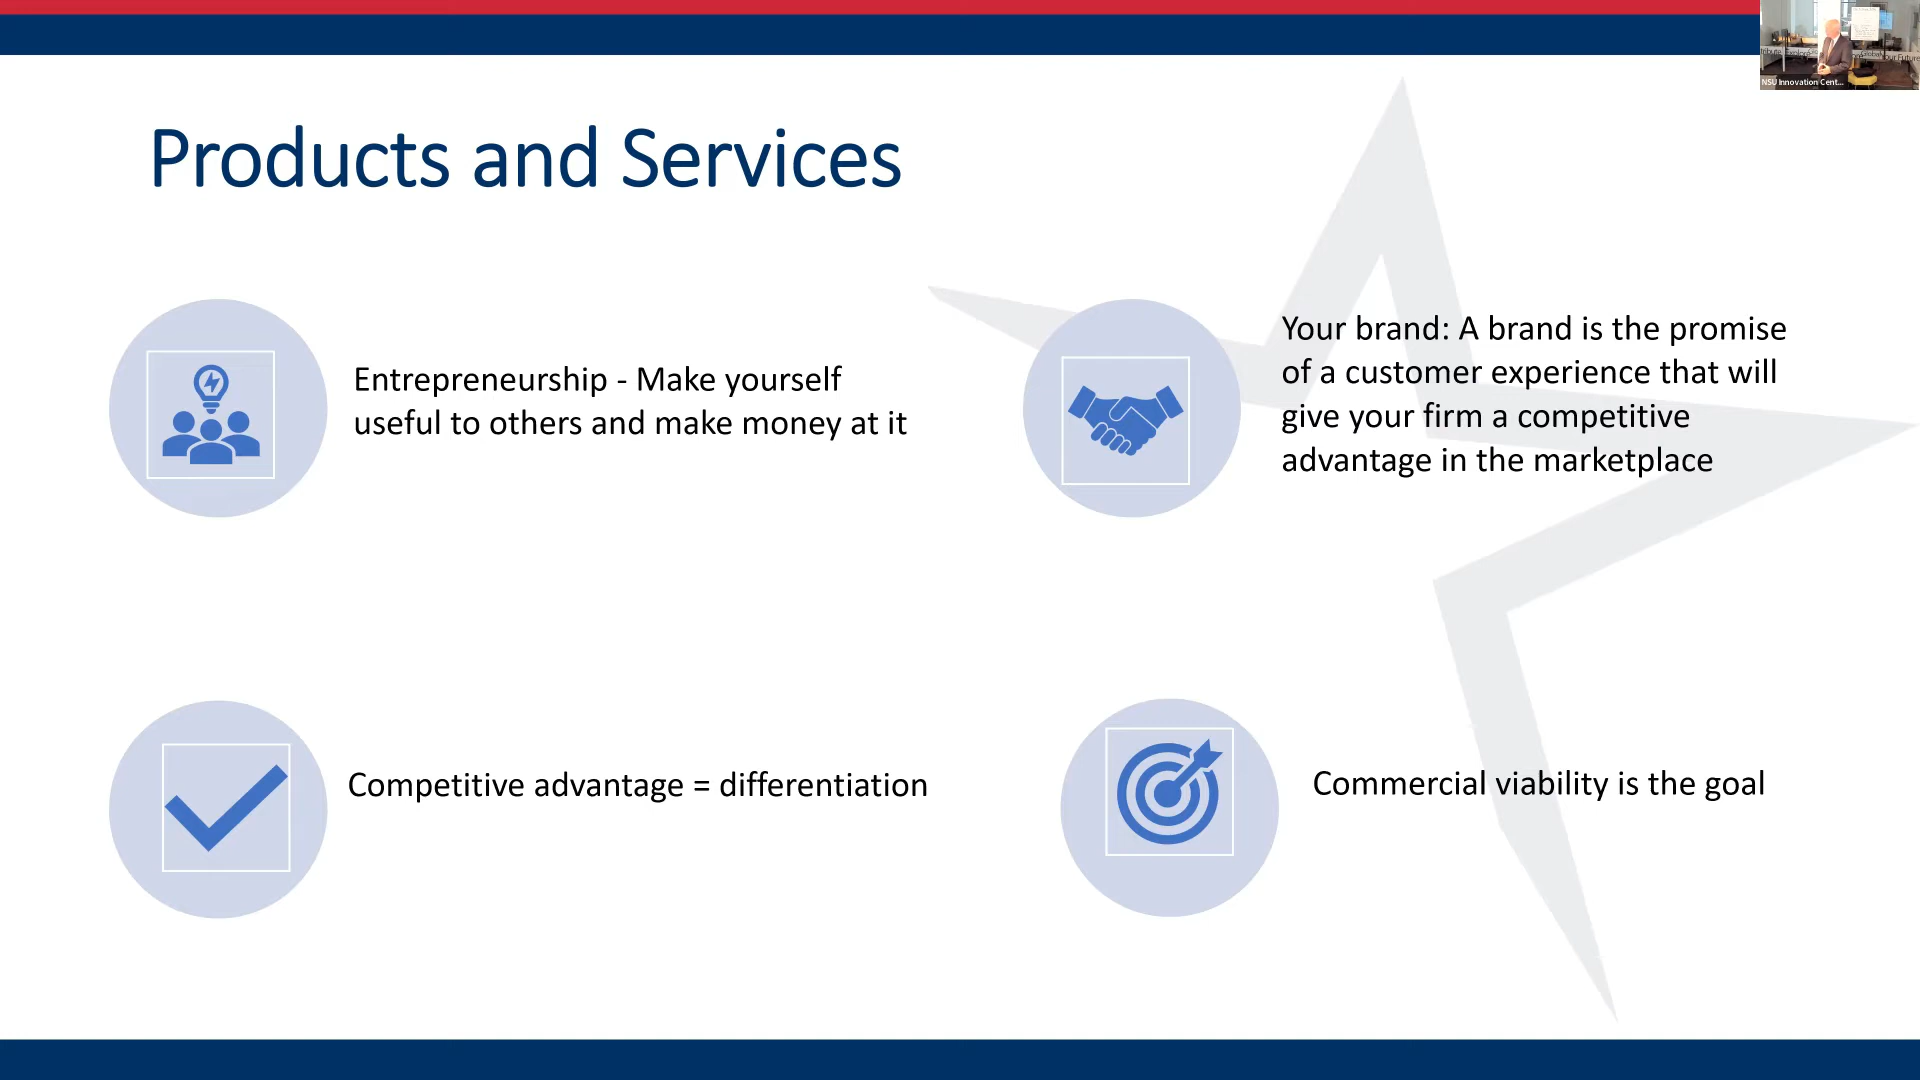 Products and Services
Entrepreneurship - Make yourself
useful to others and make money at it
Your brand: A brand is the promise
of a customer experience that will
give your firm a competitive
advantage in the marketplace
Competitive advantage = differentiation
Commercial viability is the goal
NSU Innovation Cent...